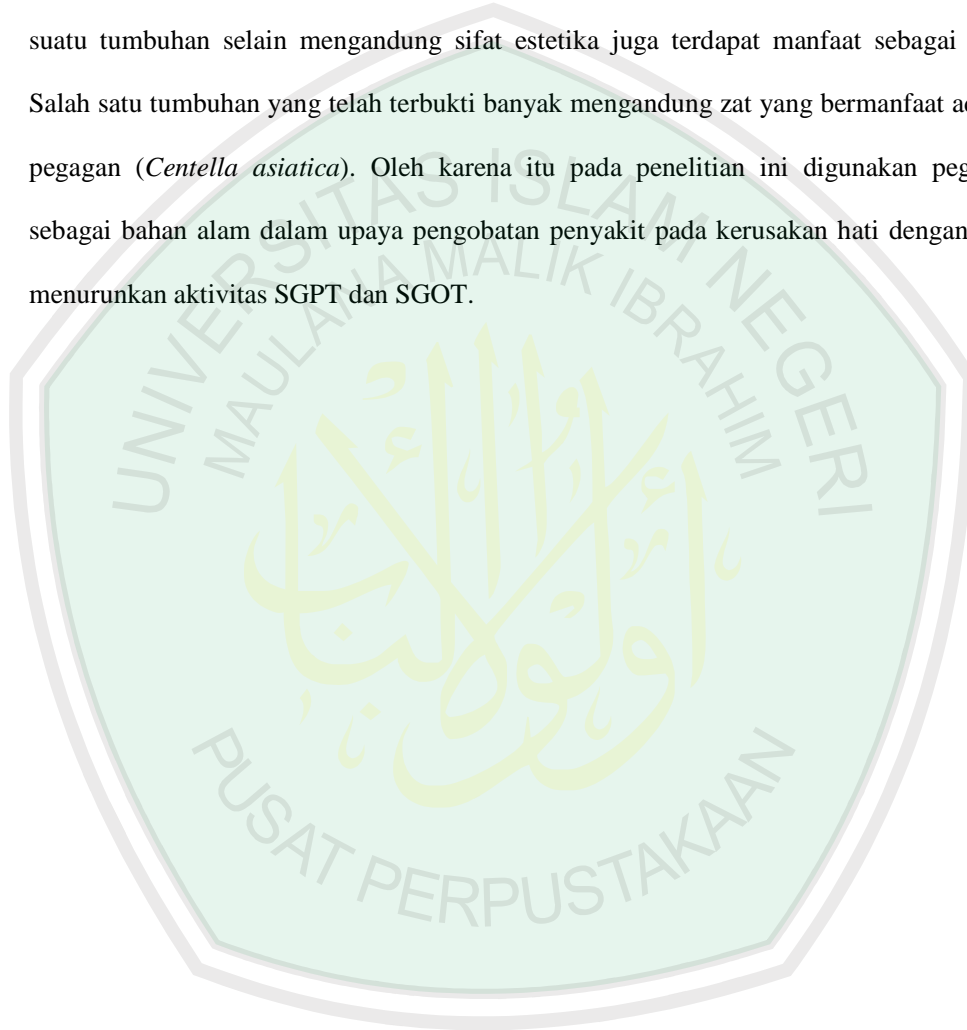 suatu tumbuhan selain mengandung sifat estetika juga terdapat manfaat sebagai
Salah satu tumbuhan yang telah terbukti banyak mengandung zat yang bermanfaat
pegagan (Centella asiatica). Oleh karena itu pada penelitian ini digunakan
sebagai bahan alam dalam upaya pengobatan penyakit pada kerusakan hati dengan
menurunkan aktivitas SGPT dan SGOT.
UNIVERSITAS ISLAM NEGERI
MAULANA MALIK IBRAHIM
أولوا الألباب
PUSAT PERPUSTAKAAN